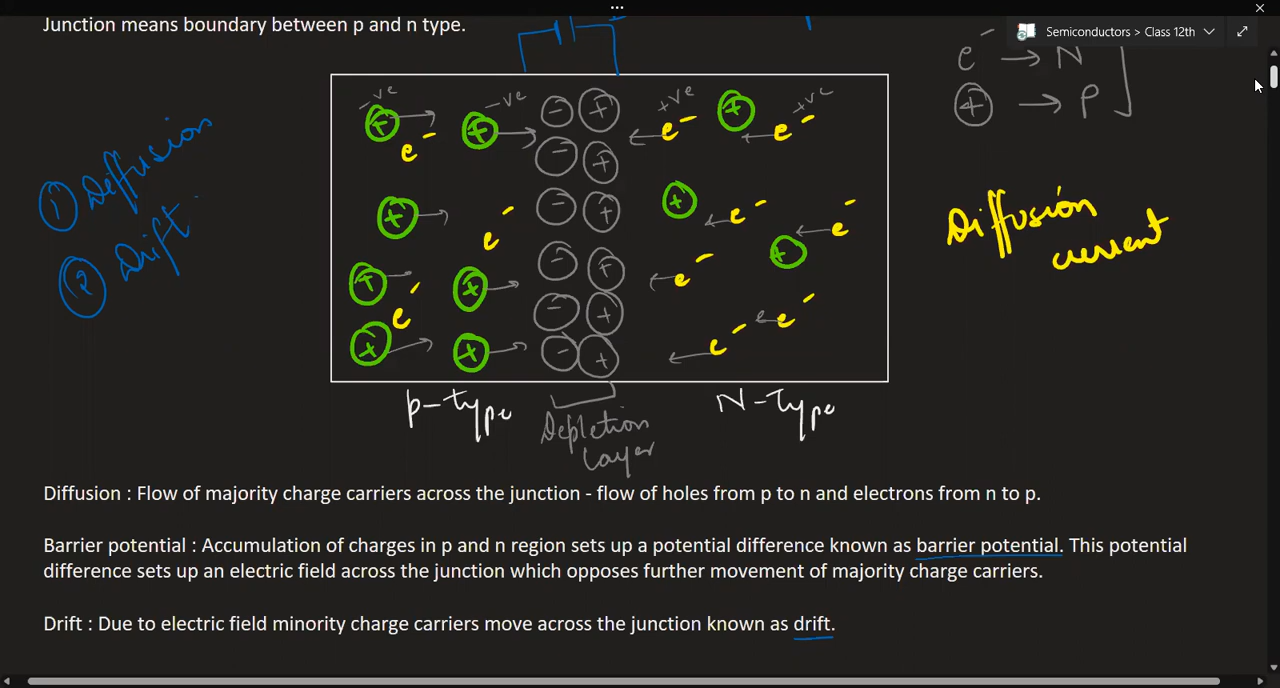 Junction means boundary between p and n type.
Semiconductors > Class 12th
e⁻ → N
+ → P
① Diffusion
② Drift
-ve -ve - + +ve +ve
+ + + e⁻ + e⁻
e⁻ - +
+ e⁻ - + + e⁻ e⁻
+ + - + e⁻ +
e⁻ - + e⁻
+ + - + e⁻
Diffusion
current
p-type N-type
Depletion
Layer
Diffusion : Flow of majority charge carriers across the junction - flow of holes from p to n and electrons from n to p.
Barrier potential : Accumulation of charges in p and n region sets up a potential difference known as barrier potential. This potential
difference sets up an electric field across the junction which opposes further movement of majority charge carriers.
Drift : Due to electric field minority charge carriers move across the junction known as drift.